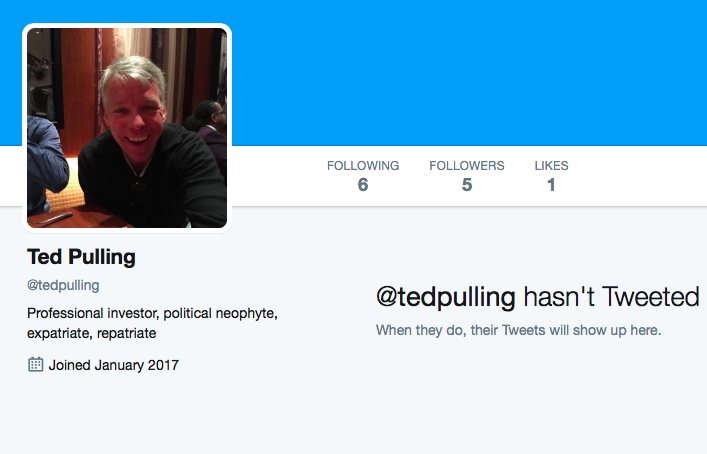 FOLLOWING FOLLOWERS LIKES
6 5 1
Ted Pulling
@tedpulling
Professional investor, political neophyte,
expatriate, repatriate
Joined January 2017
@tedpulling hasn't Tweeted
When they do, their Tweets will show up here.